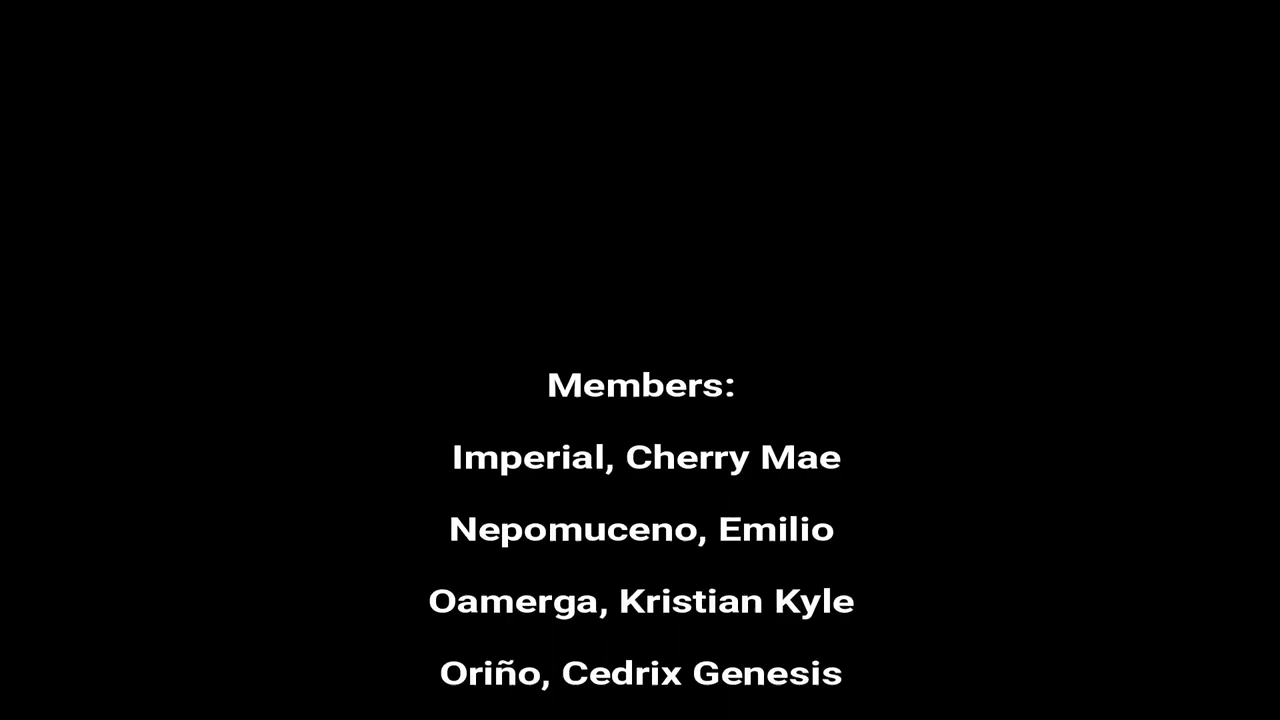 Members:
Imperial, Cherry Mae
Nepomuceno, Emilio
Oamerga, Kristian Kyle
Oriño, Cedrix Genesis